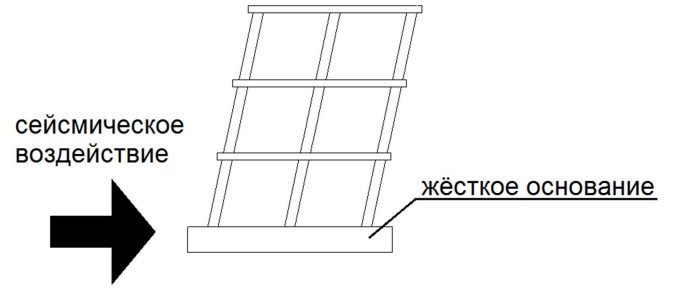 сейсмическое
воздействие
жёсткое основание